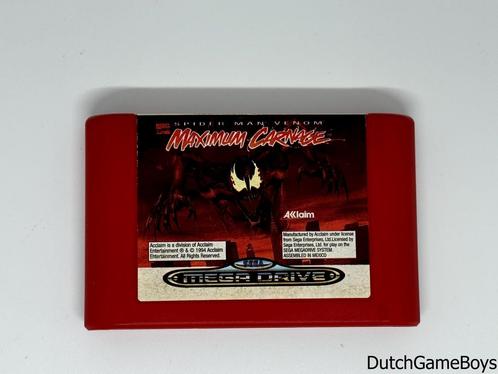 SPIDER MAN VENOM
MAXIMUM CARNAGE
AKlaim
Acclaim is a division of Acclaim
Entertainment ® & © 1994 Acclaim
Entertainment. All Rights Reserved.
Manufactured by Acclaim under license
from Sega Enterprises, Ltd. Licensed by
Sega Enterprises, Ltd. for play on the
SEGA MEGADRIVE SYSTEM.
ASSEMBLED IN MEXICO
SEGA
MEGA DRIVE
DutchGameBoys